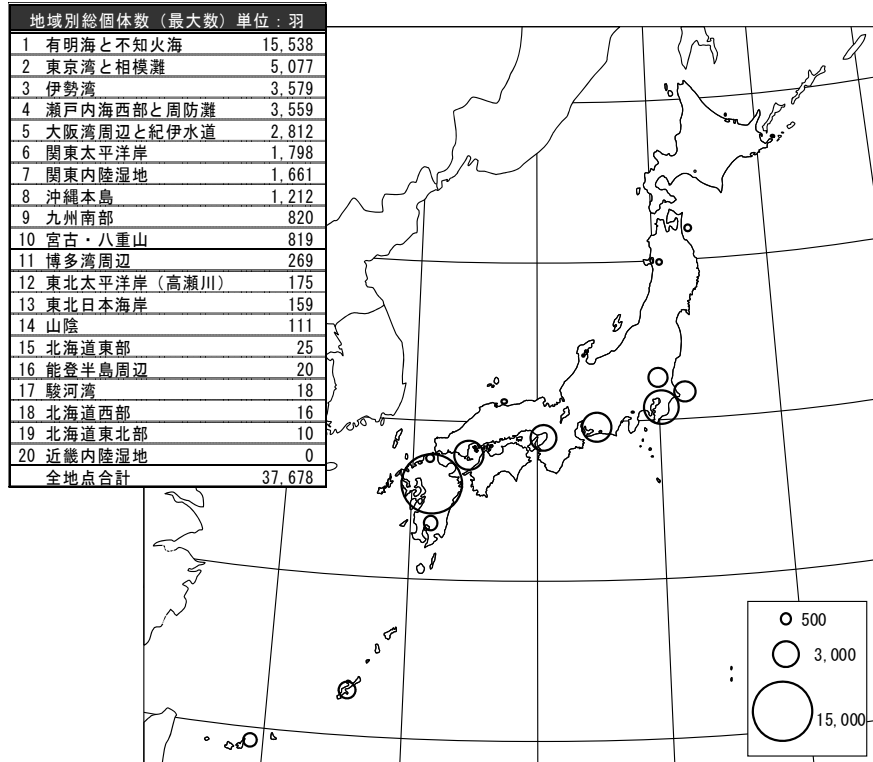 地域別総個体数（最大数）単位：羽
1 有明海と不知火海 15,538
2 東京湾と相模灘 5,077
3 伊勢湾 3,579
4 瀬戸内海西部と周防灘 3,559
5 大阪湾周辺と紀伊水道 2,812
6 関東太平洋岸 1,798
7 関東内陸湿地 1,661
8 沖縄本島 1,212
9 九州南部 820
10 宮古・八重山 819
11 博多湾周辺 269
12 東北太平洋岸（高瀬川） 175
13 東北日本海岸 159
14 山陰 111
15 北海道東部 25
16 能登半島周辺 20
17 駿河湾 18
18 北海道西部 16
19 北海道東北部 10
20 近畿内陸湿地 0
全地点合計 37,678
500
3,000
15,000